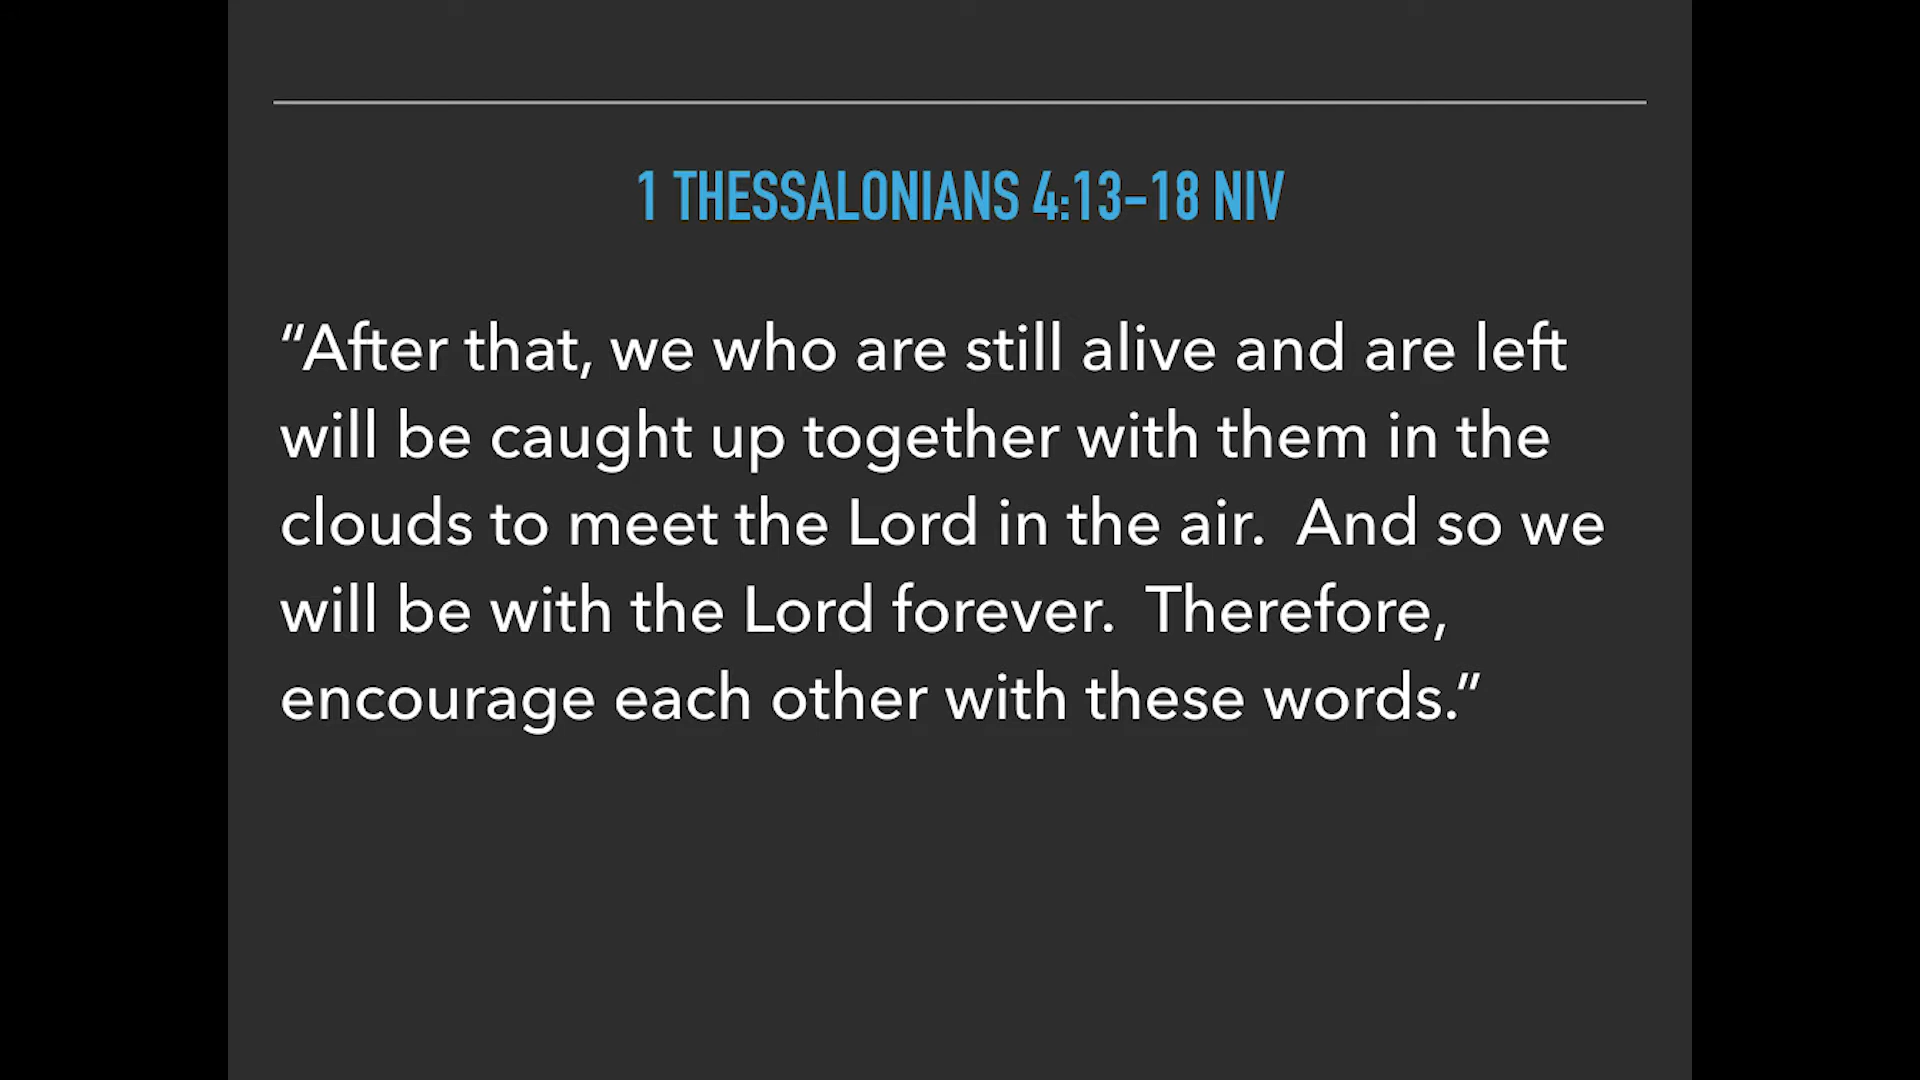 1 THESSALONIANS 4:13-18 NIV
“After that, we who are still alive and are left
will be caught up together with them in the
clouds to meet the Lord in the air.  And so we
will be with the Lord forever.  Therefore,
encourage each other with these words.”